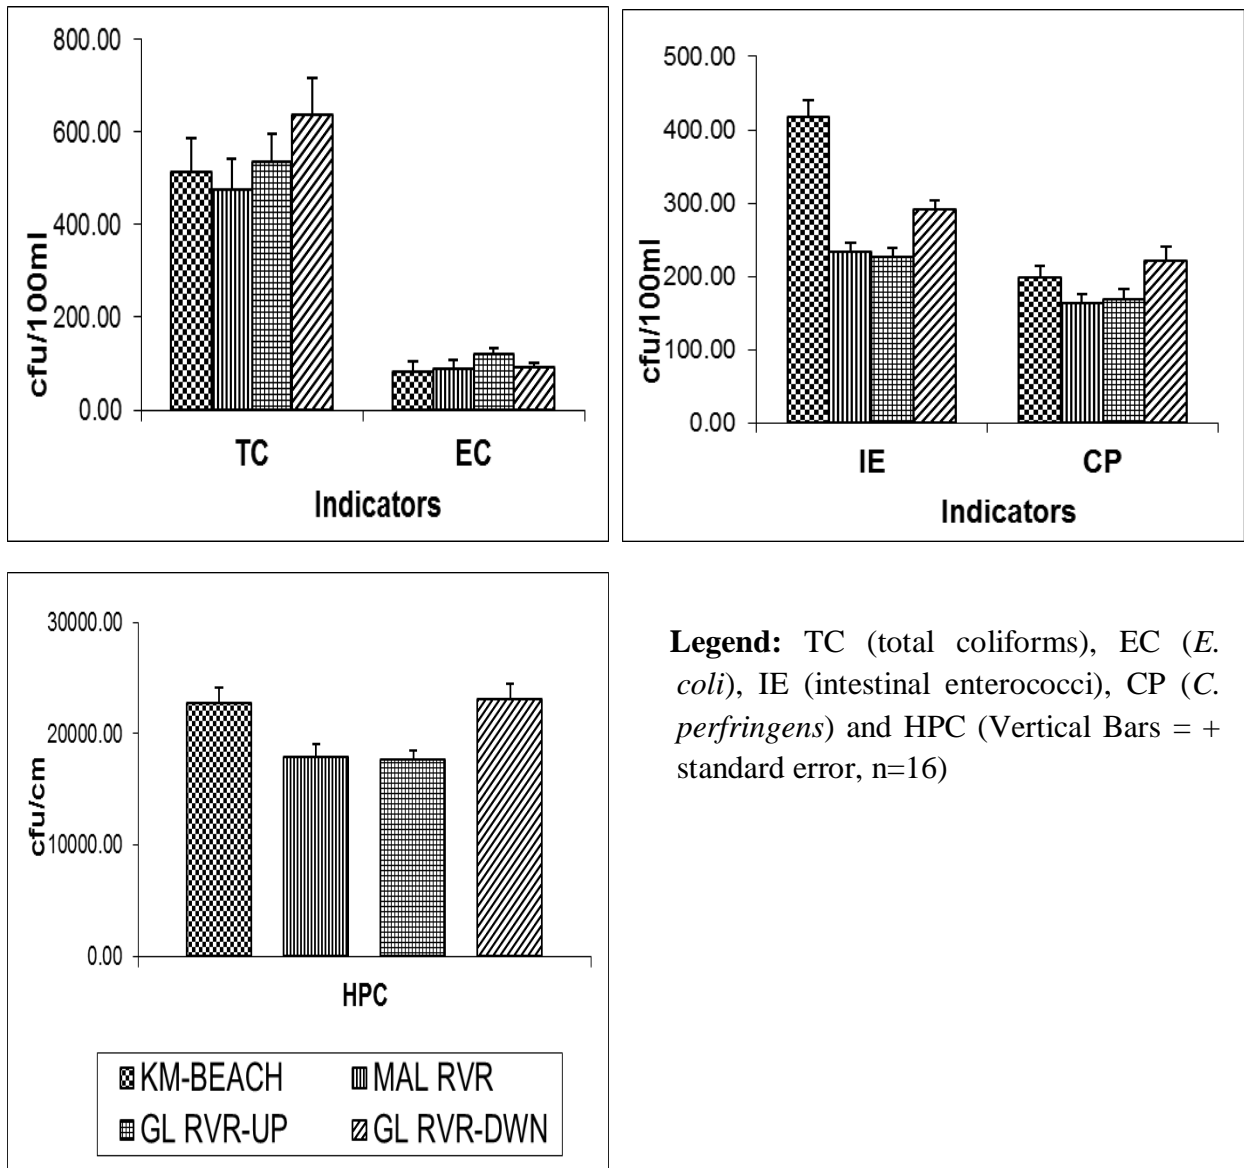 800.00
600.00
400.00
200.00
0.00
cfu/100ml
TC EC
Indicators
500.00
400.00
300.00
200.00
100.00
0.00
cfu/100ml
IE CP
Indicators
30000.00
20000.00
10000.00
0.00
cfu/cm
HPC
KM-BEACH MAL RVR
GL RVR-UP GL RVR-DWN
Legend: TC (total coliforms), EC (E.
coli), IE (intestinal enterococci), CP (C.
perfringens) and HPC (Vertical Bars = +
standard error, n=16)